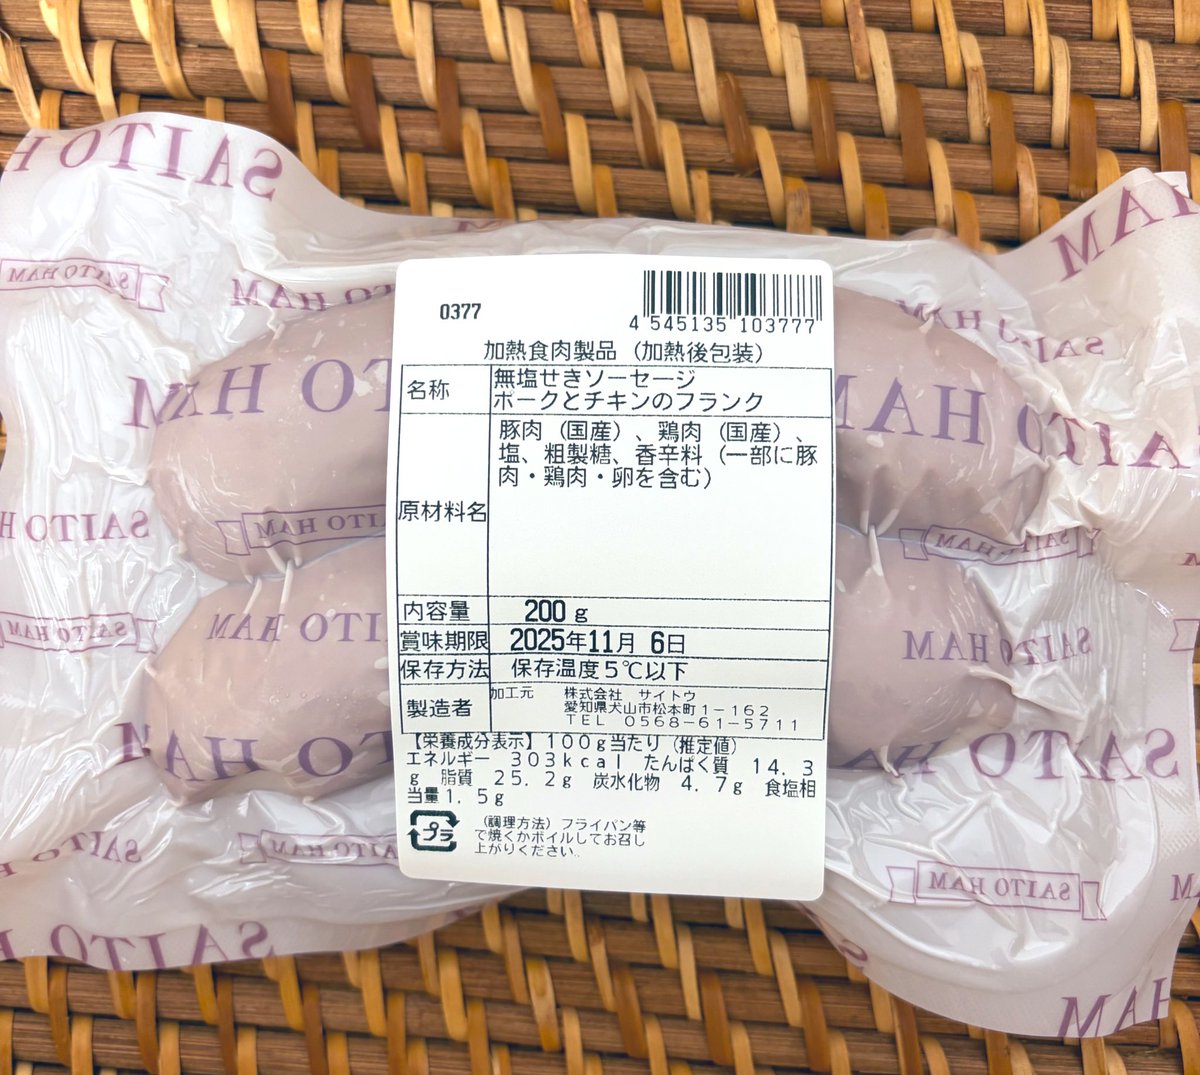 SAITO HAM
0377
4 545135 103777
加熱食肉製品 (加熱後包装)
名称
無塩せきソーセージ
ポークとチキンのフランク
原材料名
豚肉 (国産) 、鶏肉 (国産) 、
塩、粗製糖、香辛料 (一部に豚
肉・鶏肉・卵を含む)
内容量 200 g
賞味期限 2025年11月 6日
保存方法 保存温度5℃以下
製造者
加工元 株式会社 サイトウ
愛知県犬山市松本町1-162
TEL 0568-61-5711
【栄養成分表示】100g当たり (推定値)
エネルギー 303kcal たんぱく質 14.3
g 脂質 25.2g 炭水化物 4.7g 食塩相
当量1.5g
プラ
(調理方法) フライパン等
で焼くかボイルしてお召し
上がりください。